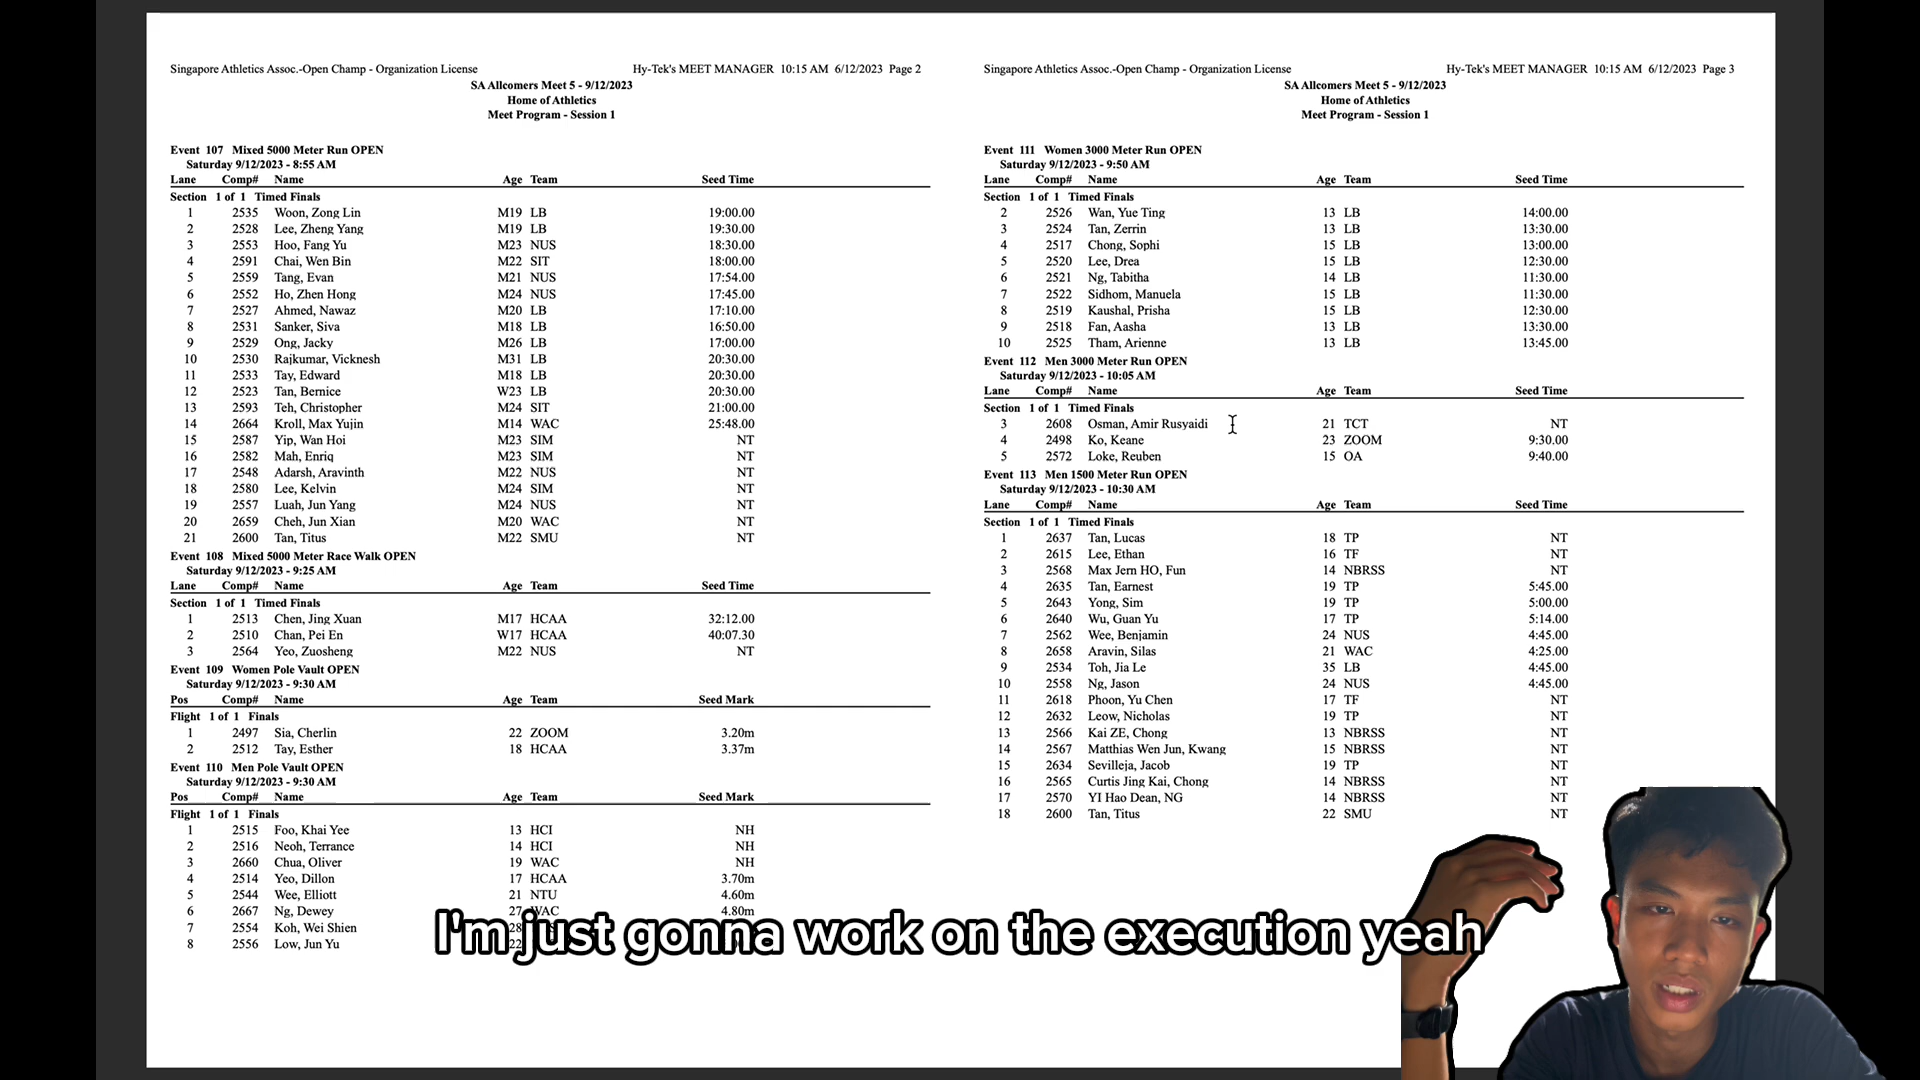 Singapore Athletics Assoc.-Open Champ - Organization License Hy-Tek's MEET MANAGER 10:15 AM 6/12/2023 Page 2
SA Allcomers Meet 5 - 9/12/2023
Home of Athletics
Meet Program - Session 1
Event 107 Mixed 5000 Meter Run OPEN
Saturday 9/12/2023 - 8:55 AM
Lane Comp# Name Age Team Seed Time
Section 1 of 1 Timed Finals
1 2535 Woon, Zong Lin M19 LB 19:00.00
2 2528 Lee, Zheng Yang M19 LB 19:30.00
3 2553 Hoo, Fang Yu M23 NUS 18:30.00
4 2591 Chai, Wen Bin M22 SIT 18:00.00
5 2559 Tang, Evan M21 NUS 17:54.00
6 2552 Ho, Zhen Hong M24 NUS 17:45.00
7 2527 Ahmed, Nawaz M20 LB 17:10.00
8 2531 Sanker, Siva M18 LB 16:50.00
9 2529 Ong, Jacky M26 LB 17:00.00
10 2530 Rajkumar, Vicknesh M31 LB 20:30.00
11 2533 Tay, Edward M18 LB 20:30.00
12 2523 Tan, Bernice W23 LB 20:30.00
13 2593 Teh, Christopher M24 SIT 21:00.00
14 2664 Kroll, Max Yujin M14 WAC 25:48.00
15 2587 Yip, Wan Hoi M23 SIM NT
16 2582 Mah, Enriq M23 SIM NT
17 2548 Adarsh, Aravinth M22 NUS NT
18 2580 Lee, Kelvin M24 SIM NT
19 2557 Luah, Jun Yang M24 NUS NT
20 2659 Cheh, Jun Xian M20 WAC NT
21 2600 Tan, Titus M22 SMU NT
Event 108 Mixed 5000 Meter Race Walk OPEN
Saturday 9/12/2023 - 9:25 AM
Lane Comp# Name Age Team Seed Time
Section 1 of 1 Timed Finals
1 2513 Chen, Jing Xuan M17 HCAA 32:12.00
2 2510 Chan, Pei En W17 HCAA 40:07.30
3 2564 Yeo, Zuosheng M22 NUS NT
Event 109 Women Pole Vault OPEN
Saturday 9/12/2023 - 9:30 AM
Pos Comp# Name Age Team Seed Mark
Flight 1 of 1 Finals
1 2497 Sia, Cherlin 22 ZOOM 3.20m
2 2512 Tay, Esther 18 HCAA 3.37m
Event 110 Men Pole Vault OPEN
Saturday 9/12/2023 - 9:30 AM
Pos Comp# Name Age Team Seed Mark
Flight 1 of 1 Finals
1 2515 Foo, Khai Yee 13 HCI NH
2 2516 Neoh, Terrance 14 HCI NH
3 2660 Chua, Oliver 19 WAC NH
4 2514 Yeo, Dillon 17 HCAA 3.70m
5 2544 Wee, Elliott 21 NTU 4.60m
6 2667 Ng, Dewey 27 WAC 4.80m
7 2554 Koh, Wei Shien 28
8 2556 Low, Jun Yu 22
Singapore Athletics Assoc.-Open Champ - Organization License Hy-Tek's MEET MANAGER 10:15 AM 6/12/2023 Page 3
SA Allcomers Meet 5 - 9/12/2023
Home of Athletics
Meet Program - Session 1
Event 111 Women 3000 Meter Run OPEN
Saturday 9/12/2023 - 9:50 AM
Lane Comp# Name Age Team Seed Time
Section 1 of 1 Timed Finals
2 2526 Wan, Yue Ting 13 LB 14:00.00
3 2524 Tan, Zerrin 13 LB 13:30.00
4 2517 Chong, Sophi 15 LB 13:00.00
5 2520 Lee, Drea 15 LB 12:30.00
6 2521 Ng, Tabitha 14 LB 11:30.00
7 2522 Sidhom, Manuela 15 LB 11:30.00
8 2519 Kaushal, Prisha 15 LB 12:30.00
9 2518 Fan, Aasha 13 LB 13:30.00
10 2525 Tham, Arienne 13 LB 13:45.00
Event 112 Men 3000 Meter Run OPEN
Saturday 9/12/2023 - 10:05 AM
Lane Comp# Name Age Team Seed Time
Section 1 of 1 Timed Finals
3 2608 Osman, Amir Rusyaidi 21 TCT NT
4 2498 Ko, Keane 23 ZOOM 9:30.00
5 2572 Loke, Reuben 15 OA 9:40.00
Event 113 Men 1500 Meter Run OPEN
Saturday 9/12/2023 - 10:30 AM
Lane Comp# Name Age Team Seed Time
Section 1 of 1 Timed Finals
1 2637 Tan, Lucas 18 TP NT
2 2615 Lee, Ethan 16 TF NT
3 2568 Max Jern HO, Fun 14 NBRSS NT
4 2635 Tan, Earnest 19 TP 5:45.00
5 2643 Yong, Sim 19 TP 5:00.00
6 2640 Wu, Guan Yu 17 TP 5:14.00
7 2562 Wee, Benjamin 24 NUS 4:45.00
8 2658 Aravin, Silas 21 WAC 4:25.00
9 2534 Toh, Jia Le 35 LB 4:45.00
10 2558 Ng, Jason 24 NUS 4:45.00
11 2618 Phoon, Yu Chen 17 TF NT
12 2632 Leow, Nicholas 19 TP NT
13 2566 Kai ZE, Chong 13 NBRSS NT
14 2567 Matthias Wen Jun, Kwang 15 NBRSS NT
15 2634 Sevilleja, Jacob 19 TP NT
16 2565 Curtis Jing Kai, Chong 14 NBRSS NT
17 2570 YI Hao Dean, NG 14 NBRSS NT
18 2600 Tan, Titus 22 SMU NT
I'm just gonna work on the execution yeah